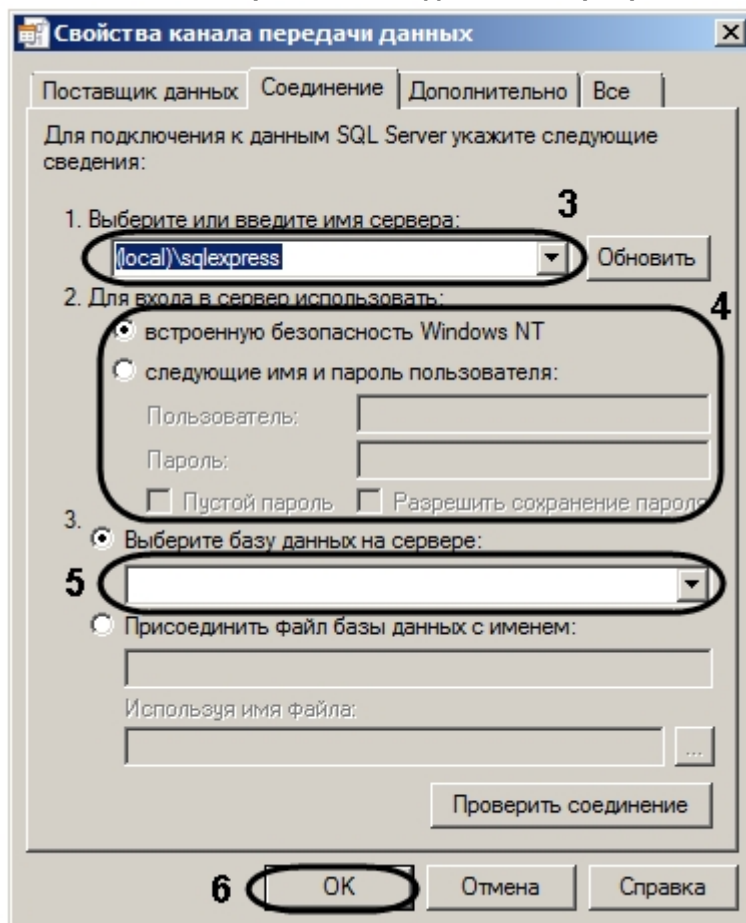 Свойства канала передачи данных
Поставщик данных Соединение Дополнительно Все
Для подключения к данным SQL Server укажите следующие
сведения:
3
1. Выберите или введите имя сервера:
(local)\sqlexpress Обновить
2. Для входа в сервер использовать:
4
встроенную безопасность Windows NT
следующие имя и пароль пользователя:
Пользователь:
Пароль:
Пустой пароль Разрешить сохранение пароля
3. Выберите базу данных на сервере:
5
Присоединить файл базы данных с именем:
Используя имя файла:
...
Проверить соединение
6 OK Отмена Справка